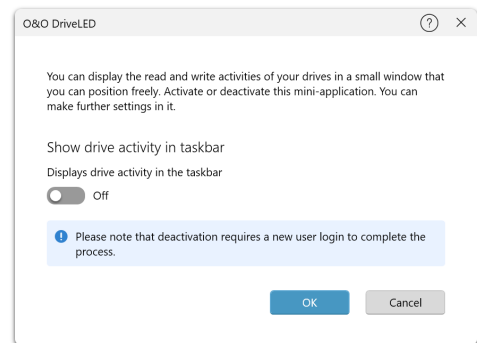 O&O DriveLED
You can display the read and write activities of your drives in a small window that
you can position freely. Activate or deactivate this mini-application. You can
make further settings in it.
Show drive activity in taskbar
Displays drive activity in the taskbar
Off
Please note that deactivation requires a new user login to complete the
process.
OK
Cancel